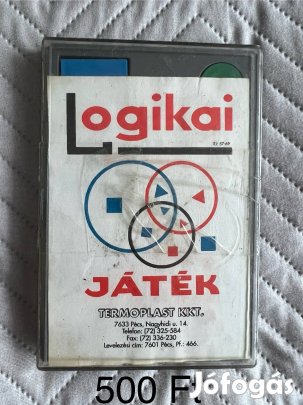 Logikai
JÁTÉK
TERMOPLAST KKT.
7633 Pécs, Nagyhidi u. 14.
Telefon: (72) 325-584
Fax: (72) 336-230
Levelezési cím: 7601 Pécs, Pf.: 466.
500 Ft
Jófogás